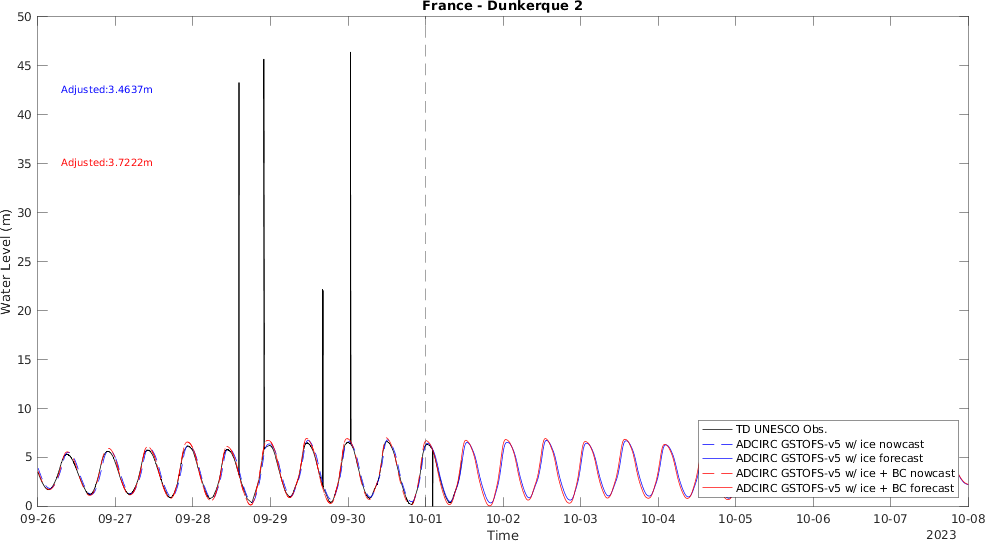 France - Dunkerque 2
50
45
40
35
30
25
20
15
10
5
0
Water Level (m)
Adjusted:3.4637m
Adjusted:3.7222m
TD UNESCO Obs.
ADCIRC GSTOFS-v5 w/ ice nowcast
ADCIRC GSTOFS-v5 w/ ice forecast
ADCIRC GSTOFS-v5 w/ ice + BC nowcast
ADCIRC GSTOFS-v5 w/ ice + BC forecast
09-26 09-27 09-28 09-29 09-30 10-01 10-02 10-03 10-04 10-05 10-06 10-07 10-08
Time
2023